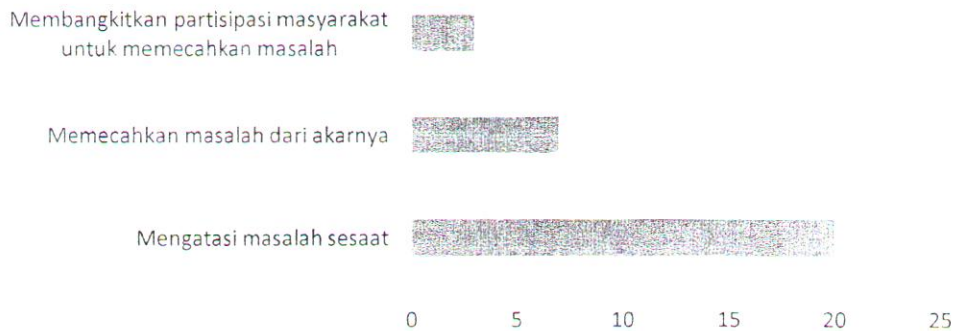 Membangkitkan partisipasi masyarakat
untuk memecahkan masalah
Memecahkan masalah dari akarnya
Mengatasi masalah sesaat
0 5 10 15 20 25